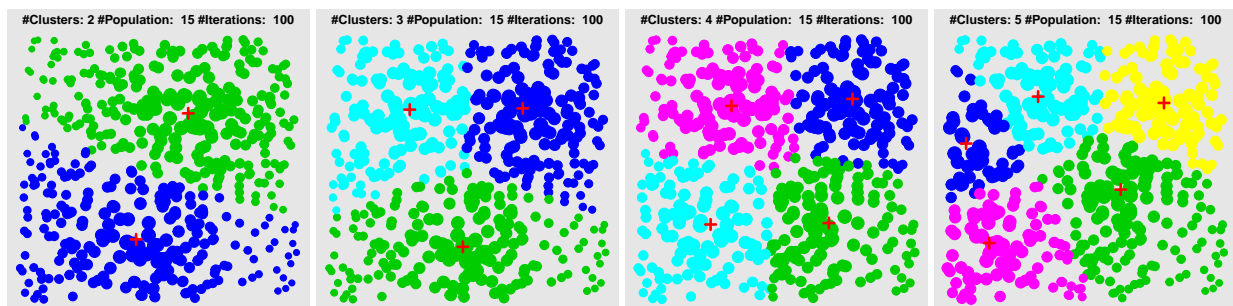 #Clusters: 2 #Population: 15 #Iterations: 100
#Clusters: 3 #Population: 15 #Iterations: 100
#Clusters: 4 #Population: 15 #Iterations: 100
#Clusters: 5 #Population: 15 #Iterations: 100